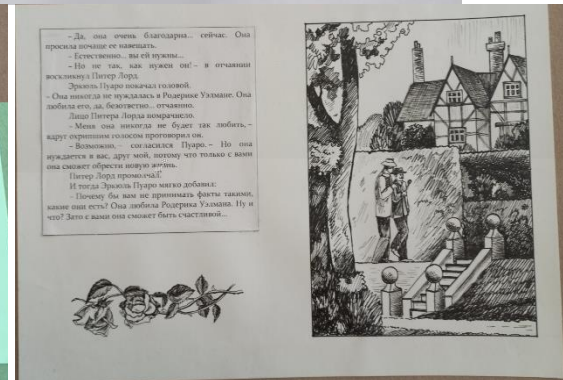 – Да, она очень благодарна... сейчас. Она
просила почаще ее навещать.
– Естественно... вы ей нужны...
– Но не так, как нужен он! – в отчаянии
воскликнул Питер Лорд.
Эркюль Пуаро покачал головой.
– Она никогда не нуждалась в Родерике Уэлмане. Она
любила его, да, безответно... отчаянно.
Лицо Питера Лорда помрачнело.
– Меня она никогда не будет так любить, –
вдруг охрипшим голосом проговорил он.
– Возможно, – согласился Пуаро. – Но она
нуждается в вас, друг мой, потому что только с вами
она сможет обрести новую жизнь.
Питер Лорд промолчал.
И тогда Эркюль Пуаро мягко добавил:
– Почему бы вам не принимать факты такими,
какие они есть? Она любила Родерика Уэлмана. Ну и
что? Зато с вами она сможет быть счастливой...